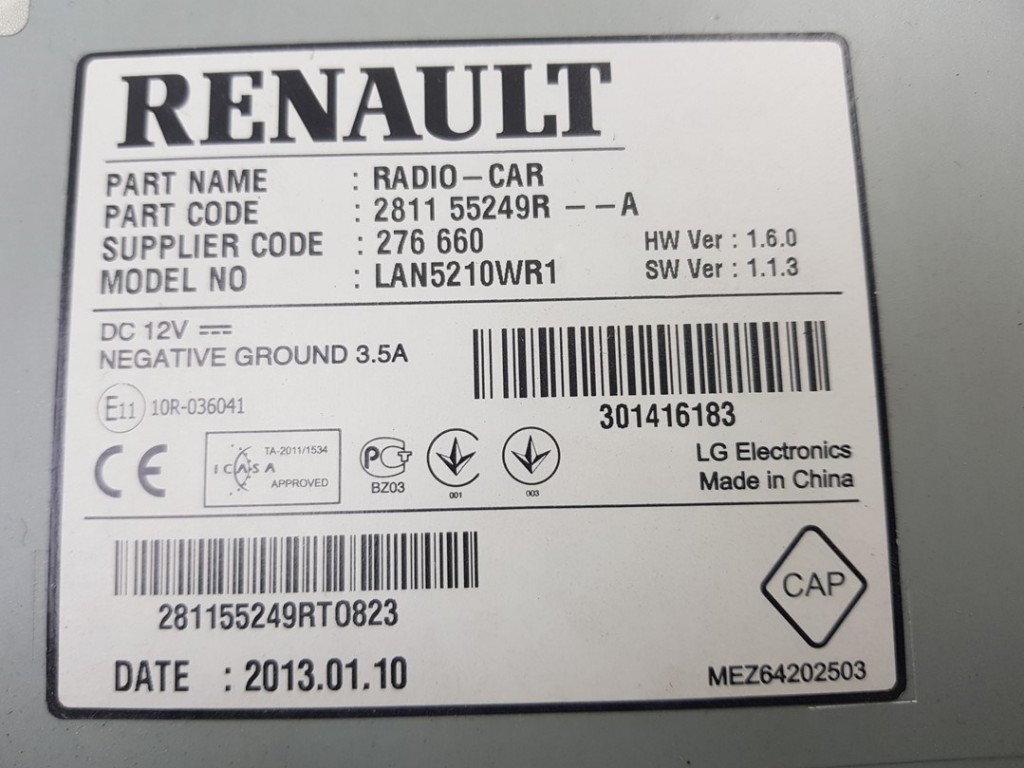 RENAULT
PART NAME : RADIO-CAR
PART CODE : 2811 55249R --A
SUPPLIER CODE : 276 660 HW Ver : 1.6.0
MODEL NO : LAN5210WR1 SW Ver : 1.1.3
DC 12V
NEGATIVE GROUND 3.5A
301416183
E11 10R-036041
LG Electronics
Made in China
CE
TA-2011/1534
ICASA
APPROVED
PCT
BZ03
001
003
281155249RT0823
CAP
DATE : 2013.01.10
MEZ64202503